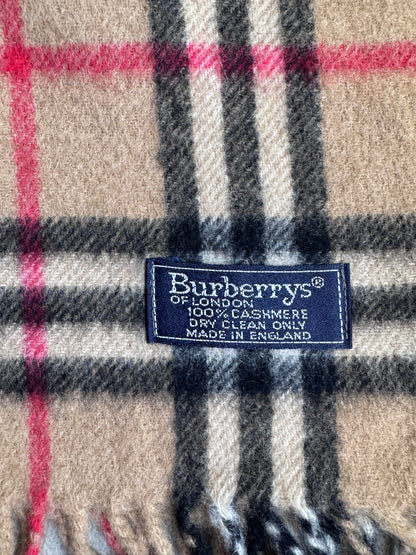 Burberrys®
OF LONDON
100% CASHMERE
DRY CLEAN ONLY
MADE IN ENGLAND